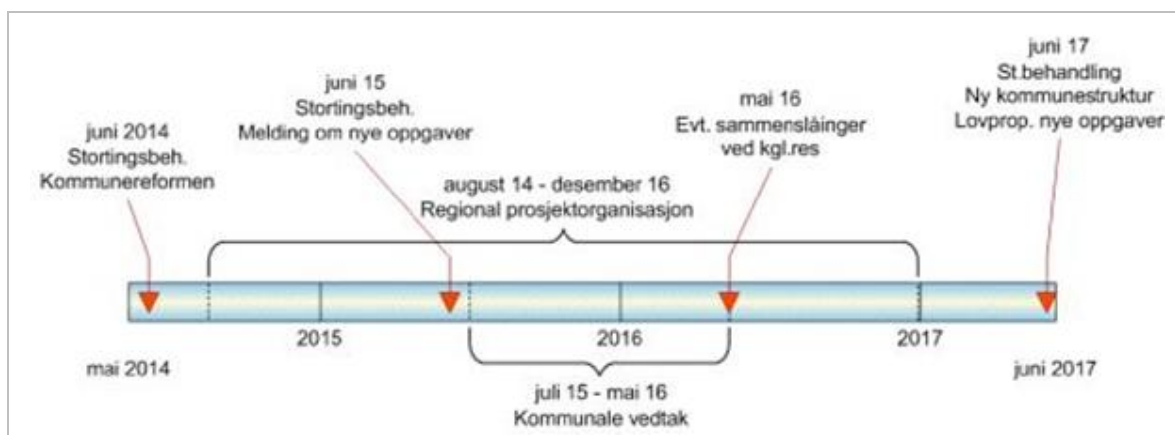 juni 2014
Stortingsbeh.
Kommunereformen
juni 15
Stortingsbeh.
Melding om nye oppgaver
august 14 - desember 16
Regional prosjektorganisasjon
mai 16
Evt. sammenslåinger
ved kgl.res
juni 17
St.behandling
Ny kommunestruktur
Lovprop. nye oppgaver
2015
2016
2017
mai 2014
juni 2017
juli 15 - mai 16
Kommunale vedtak